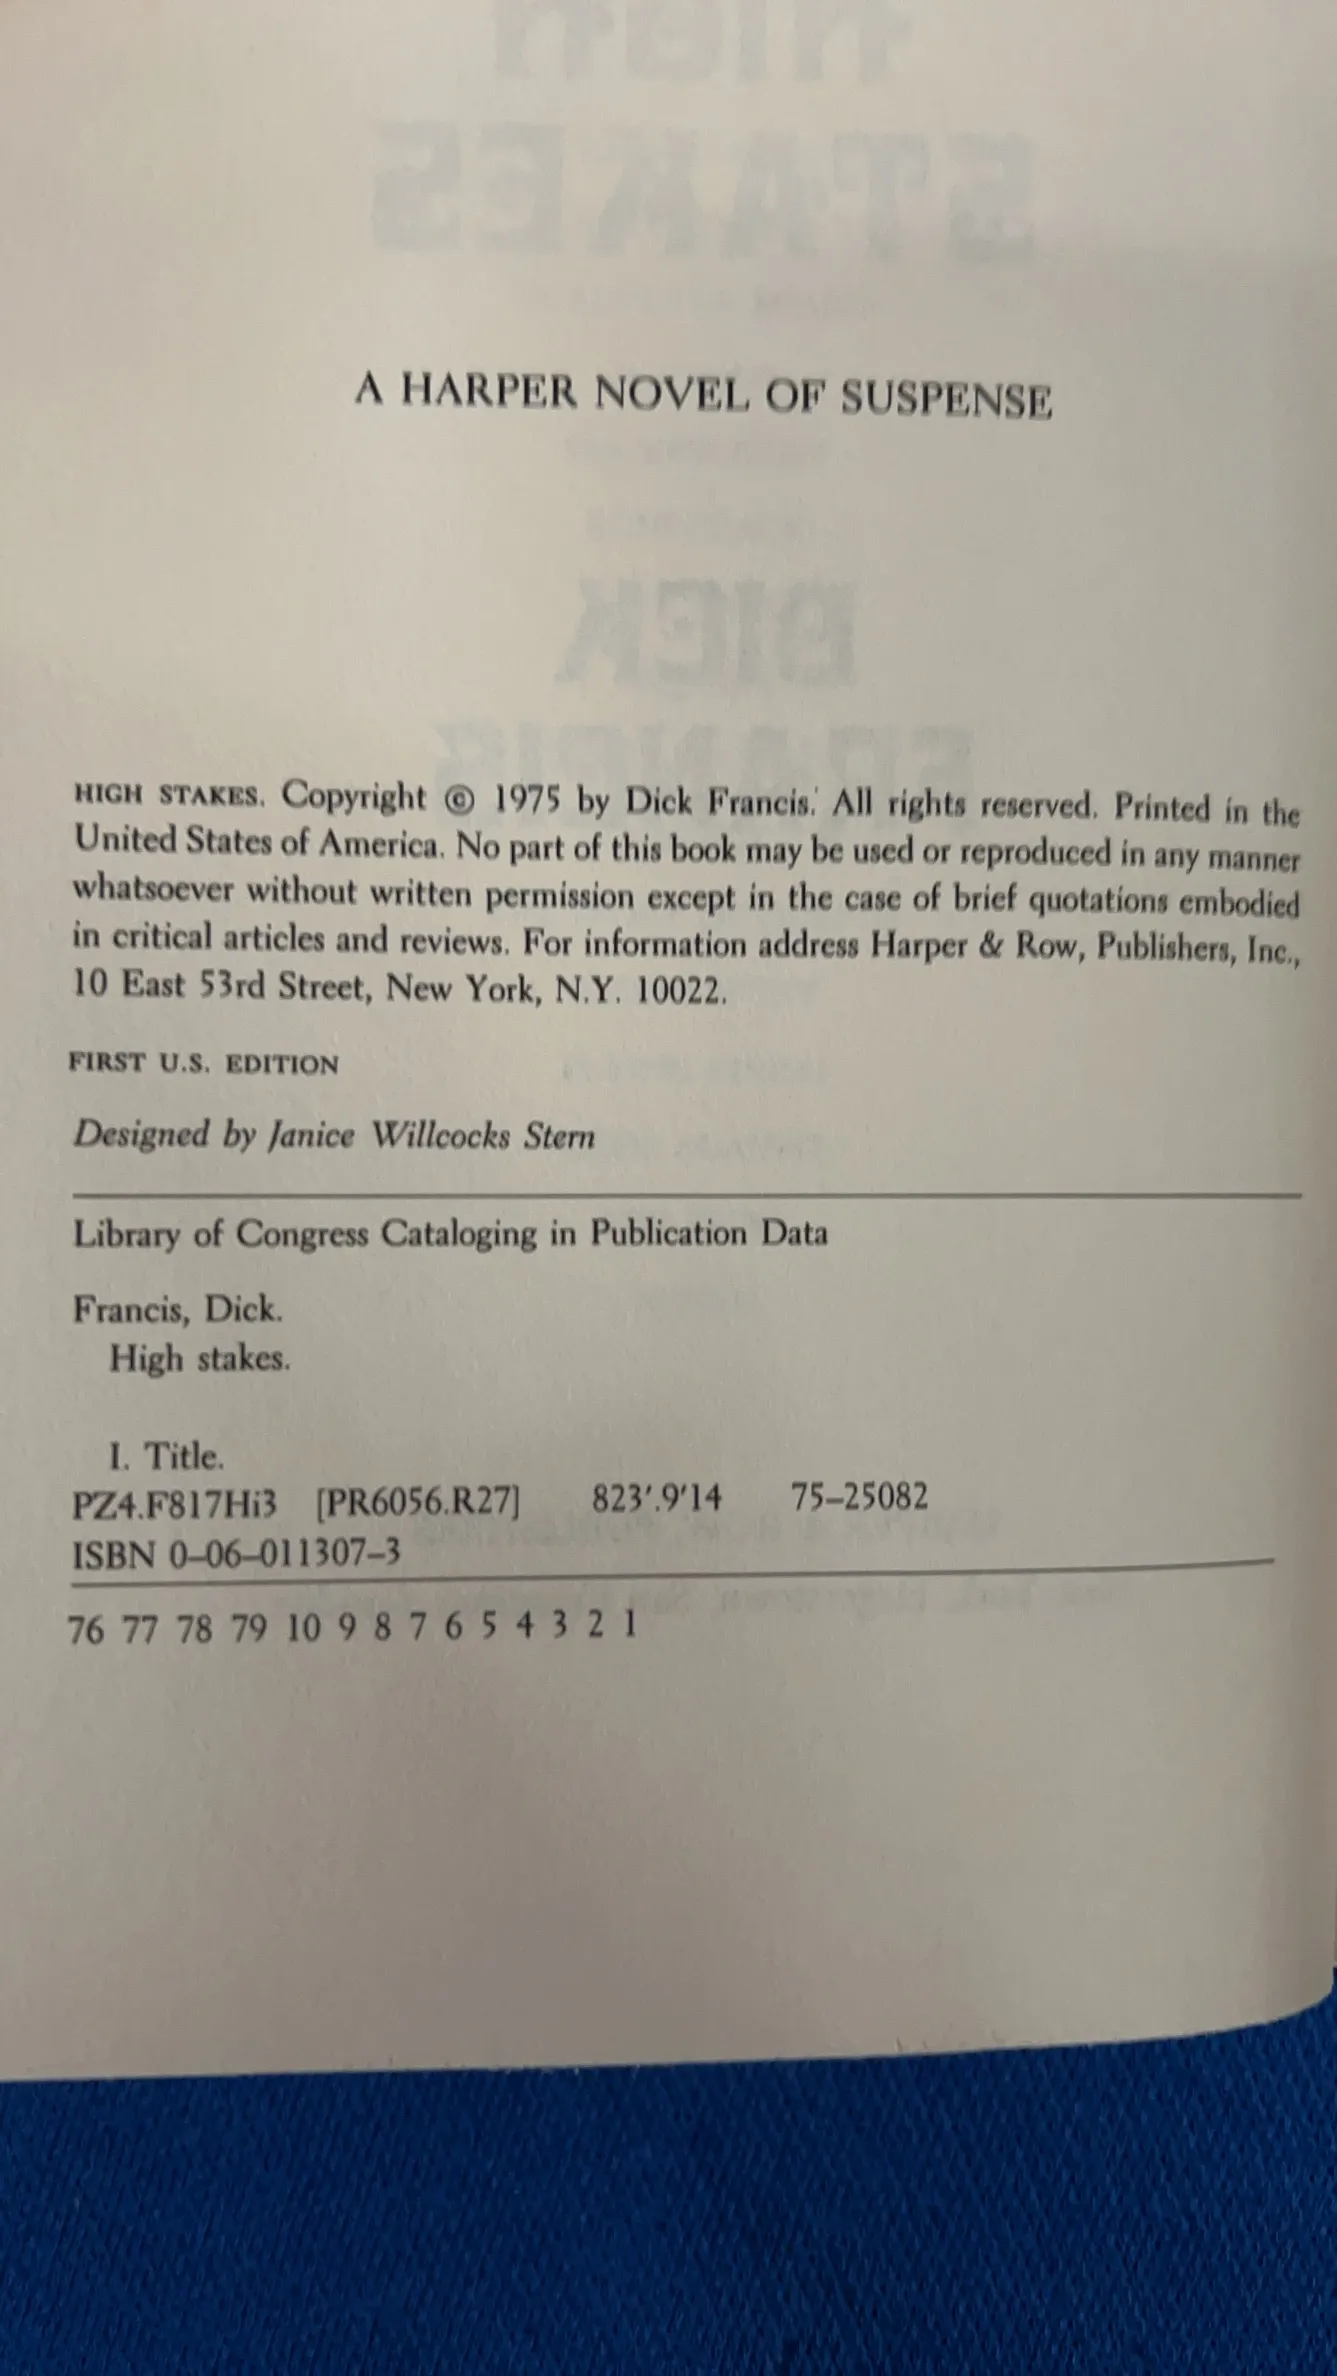 A HARPER NOVEL OF SUSPENSE
HIGH STAKES. Copyright © 1975 by Dick Francis. All rights reserved. Printed in the
United States of America. No part of this book may be used or reproduced in any manner
whatsoever without written permission except in the case of brief quotations embodied
in critical articles and reviews. For information address Harper & Row, Publishers, Inc.,
10 East 53rd Street, New York, N.Y. 10022.
FIRST U.S. EDITION
Designed by Janice Willcocks Stern
Library of Congress Cataloging in Publication Data
Francis, Dick.
High stakes.
I. Title.
PZ4.F817Hi3 [PR6056.R27] 823'.9'14 75–25082
ISBN 0–06–011307–3
76 77 78 79 10 9 8 7 6 5 4 3 2 1